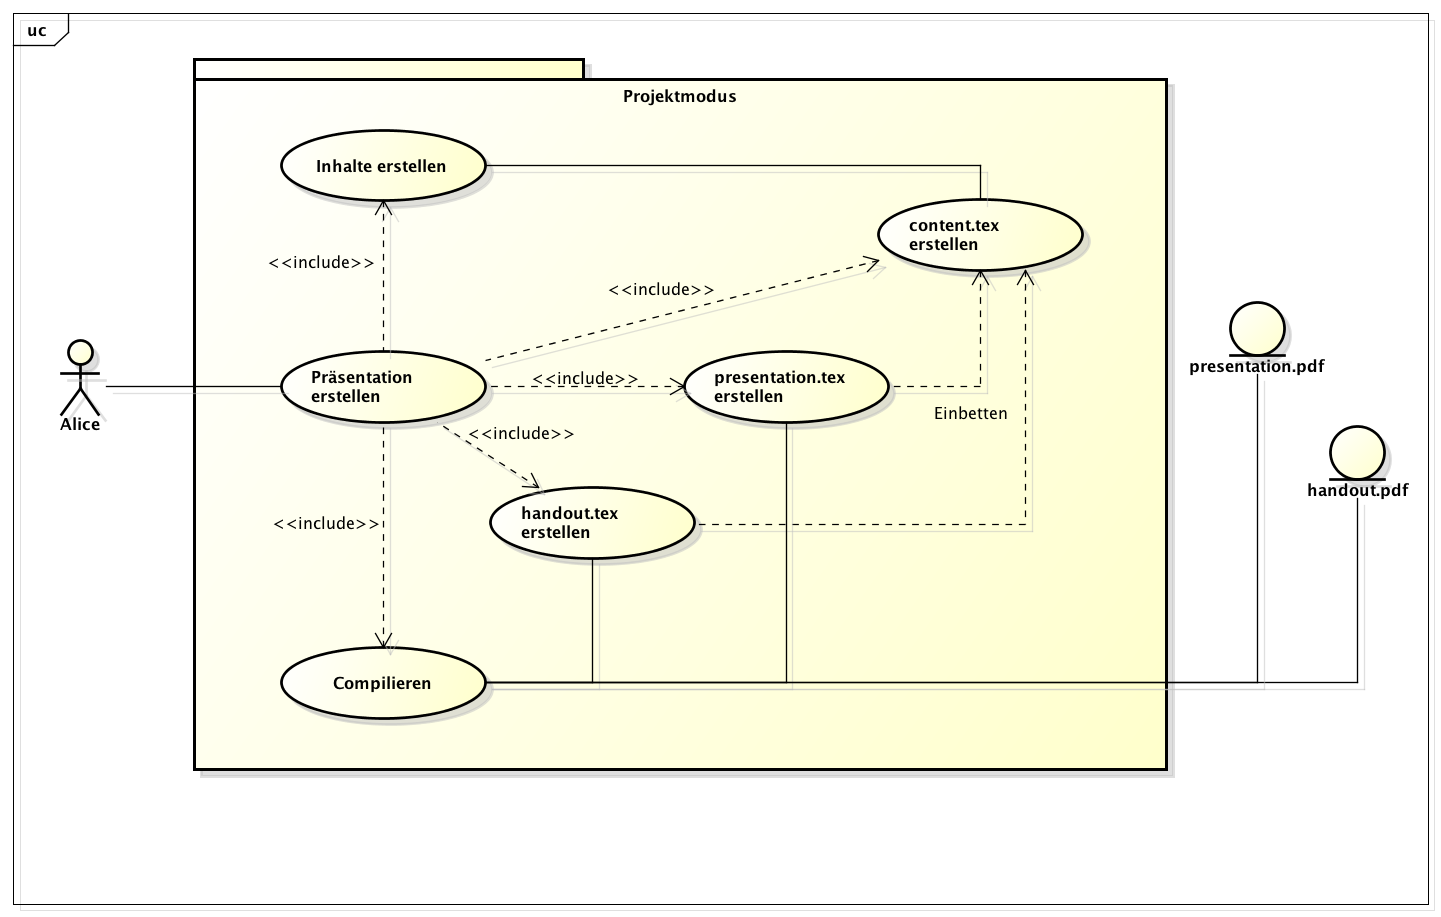 uc
Projektmodus
Inhalte erstellen
content.tex
erstellen
<<include>>
<<include>>
Präsentation
erstellen
<<include>>
presentation.tex
erstellen
presentation.pdf
Alice
Einbetten
<<include>>
handout.pdf
handout.tex
erstellen
<<include>>
Compilieren